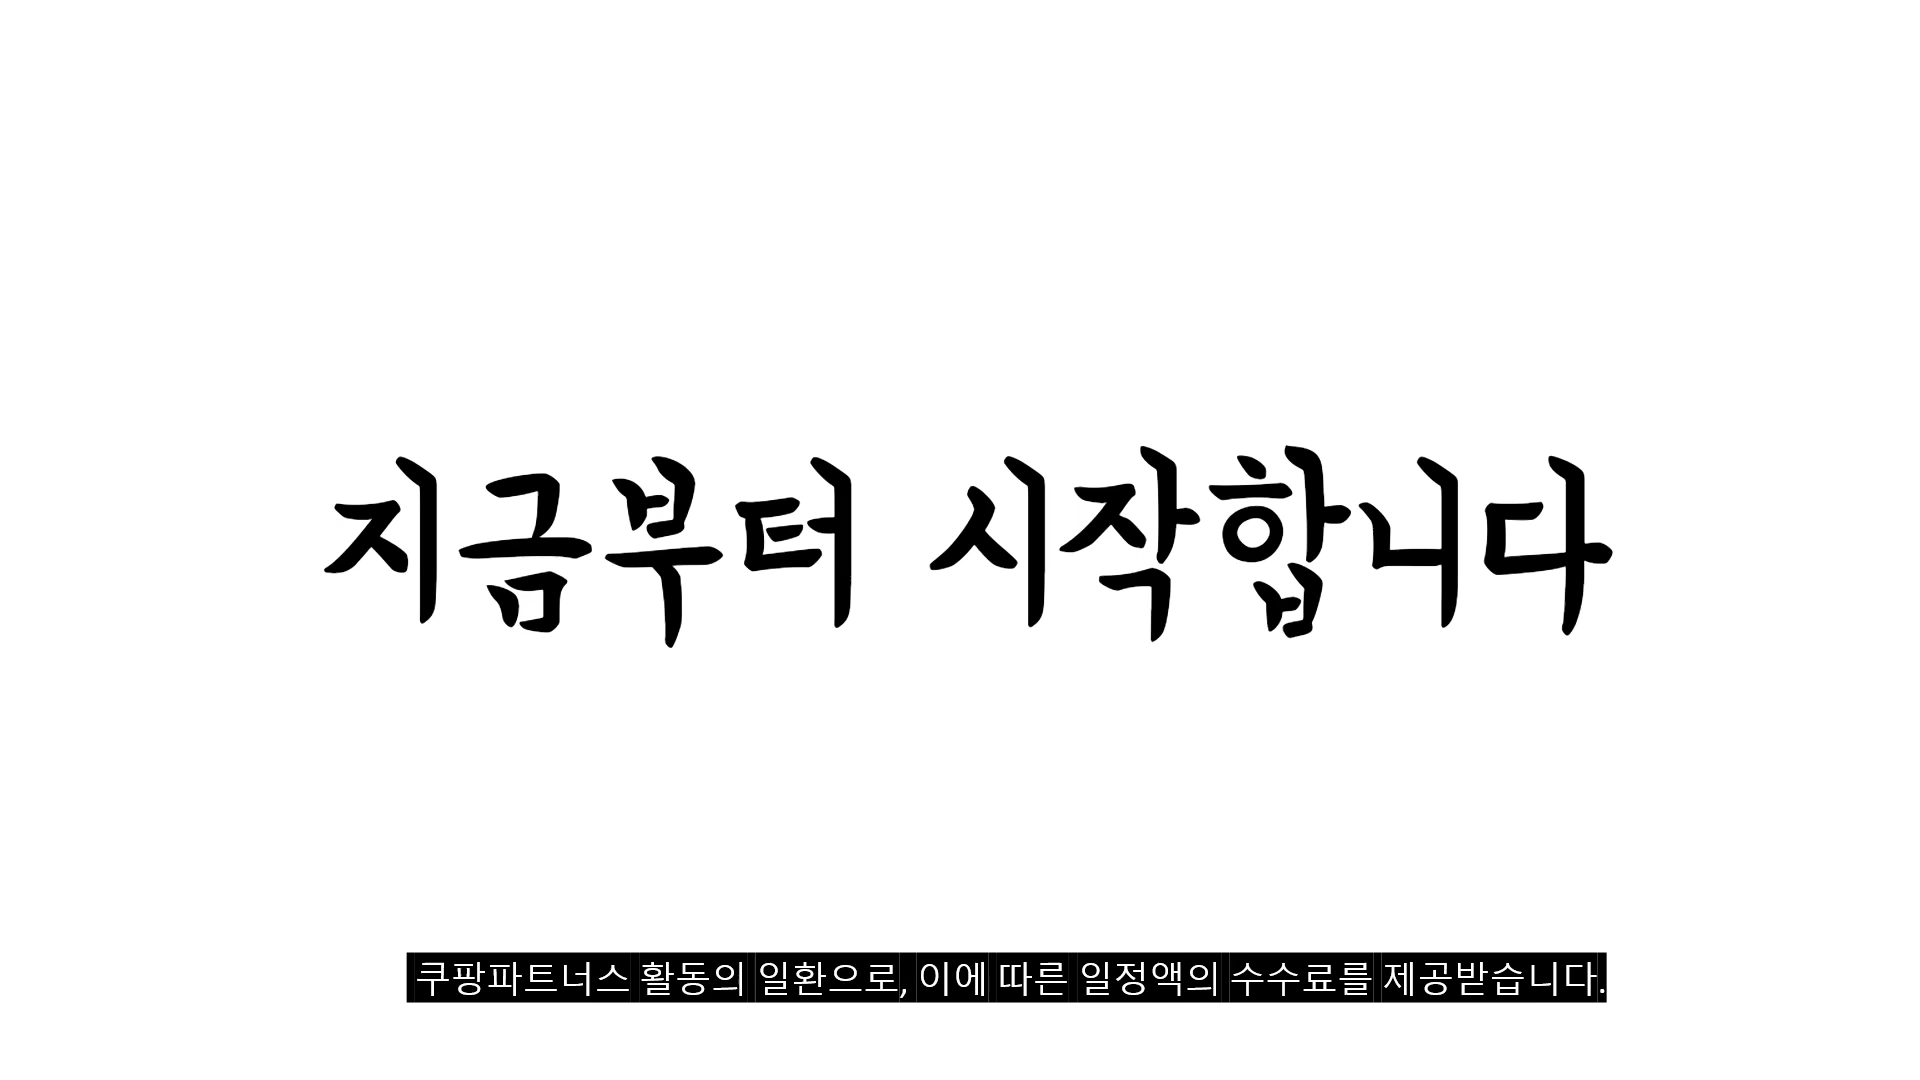 지금부터 시작합니다
쿠팡파트너스 활동의 일환으로, 이에 따른 일정액의 수수료를 제공받습니다.